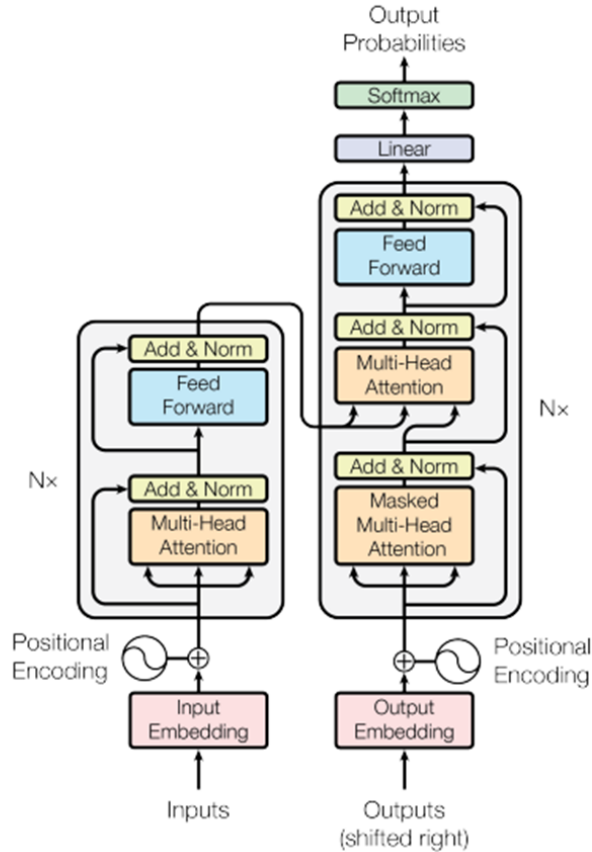 Output
Probabilities
Softmax
Linear
Add & Norm
Feed
Forward
Add & Norm
Multi-Head
Attention
Add & Norm
Masked
Multi-Head
Attention
Nx
Add & Norm
Feed
Forward
Add & Norm
Multi-Head
Attention
Nx
Positional
Encoding
Positional
Encoding
Input
Embedding
Output
Embedding
Inputs
Outputs
(shifted right)